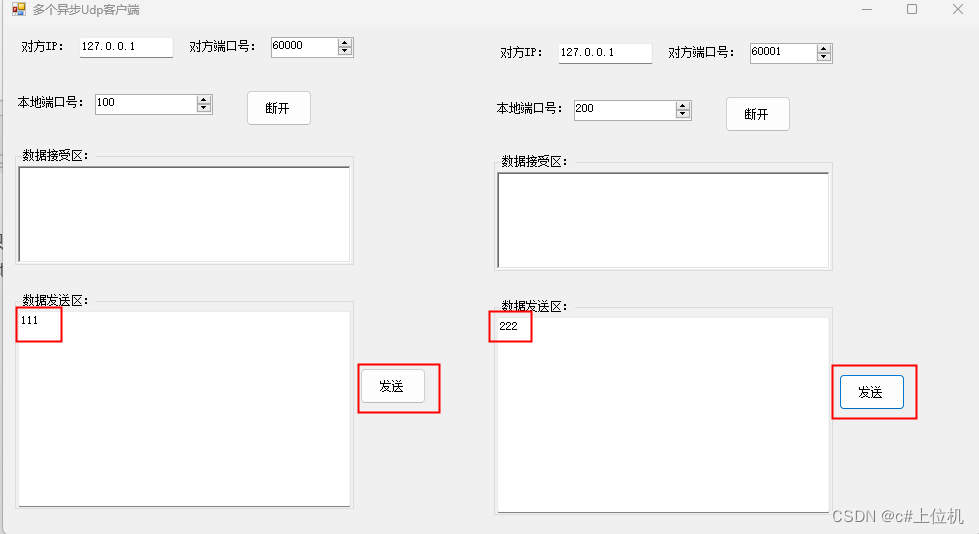 多个异步Udp客户端
对方IP： 127.0.0.1 对方端口号： 60000
本地端口号： 100 断开
数据接受区：
数据发送区：
111
发送
对方IP： 127.0.0.1 对方端口号： 60001
本地端口号： 200 断开
数据接受区：
数据发送区：
222
发送
CSDN @c#上位机